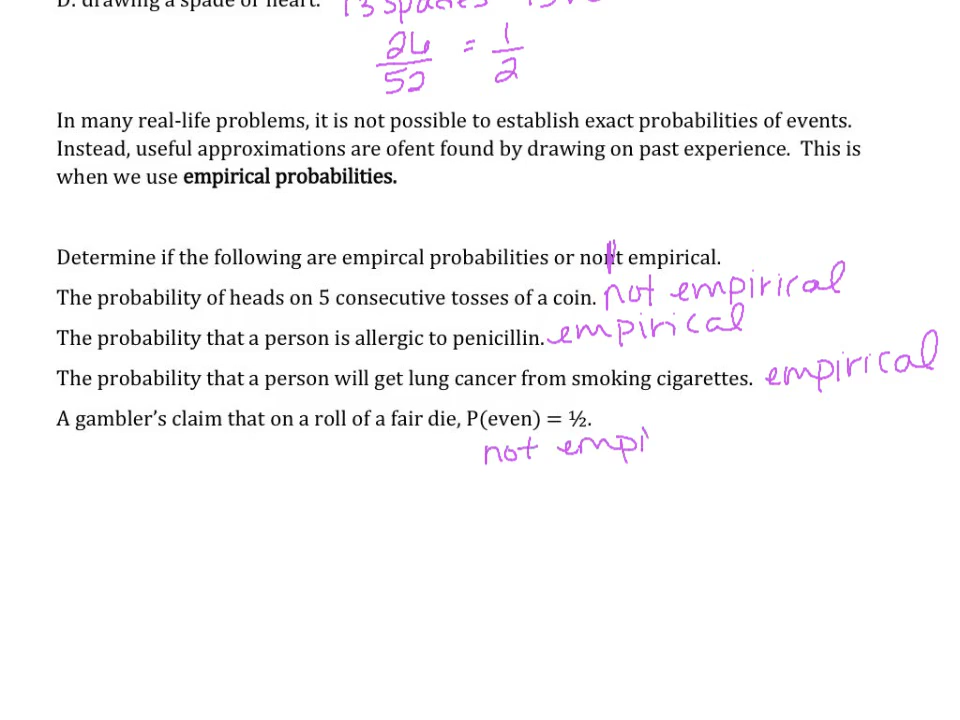 D. drawing a spade or heart. 13 spades
26/52 = 1/2
In many real-life problems, it is not possible to establish exact probabilities of events.
Instead, useful approximations are ofent found by drawing on past experience. This is
when we use empirical probabilities.
Determine if the following are empircal probabilities or not empirical.
The probability of heads on 5 consecutive tosses of a coin. not empirical
The probability that a person is allergic to penicillin. empirical
The probability that a person will get lung cancer from smoking cigarettes. empirical
A gambler's claim that on a roll of a fair die, P(even) = ½.
not empi